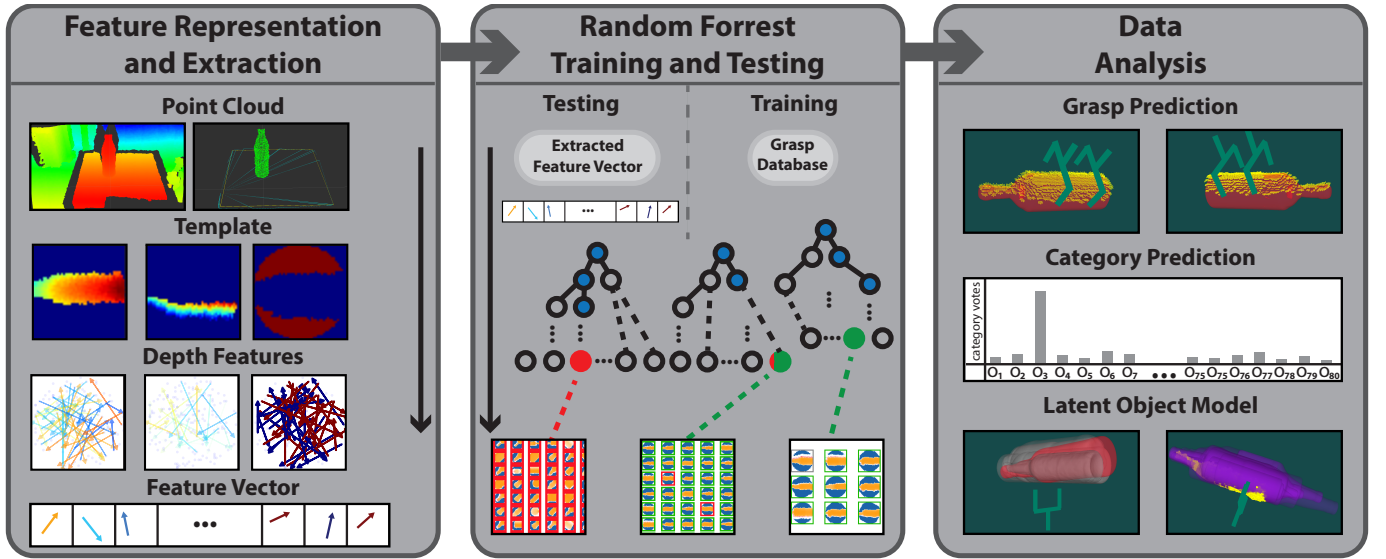 Feature Representation
and Extraction
Point Cloud
Template
Depth Features
Feature Vector
...
Random Forrest
Training and Testing
Testing
Training
Extracted
Feature Vector
Grasp
Database
...
... ...
...
Data
Analysis
Grasp Prediction
Category Prediction
category votes
O1 O2 O3 O4 O5 O6 O7 ... O75 O75 O76 O77 O78 O79 O80
Latent Object Model